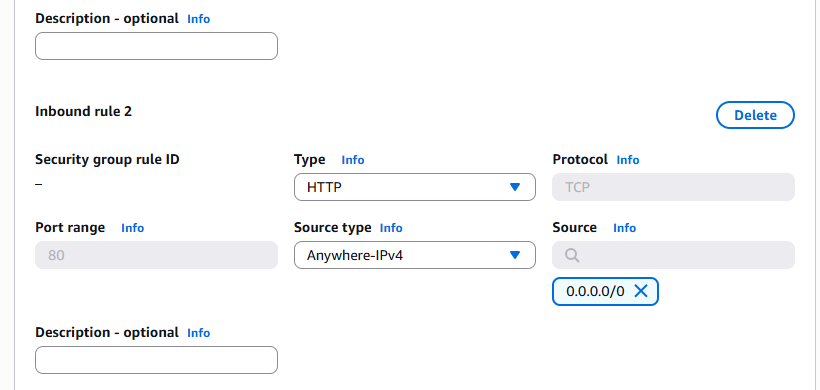 Description - optional Info
Inbound rule 2
Delete
Security group rule ID
Type Info
Protocol Info
–
HTTP
TCP
Port range Info
Source type Info
Source Info
80
Anywhere-IPv4
0.0.0.0/0
Description - optional Info